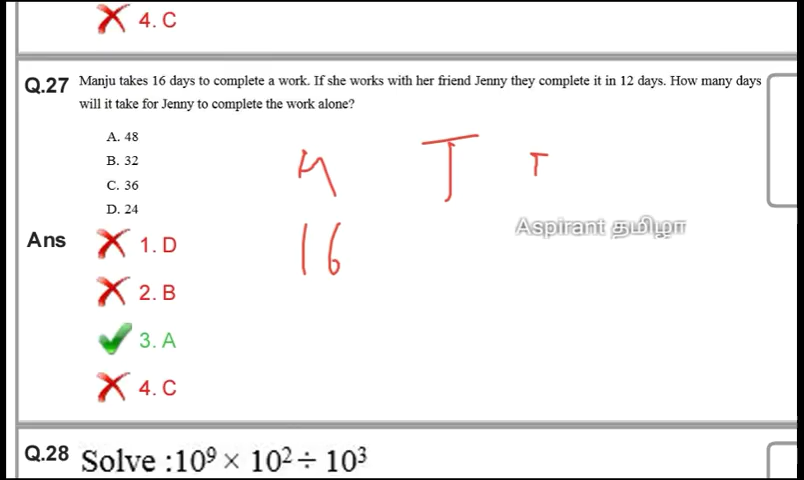 4. C
Q.27 Manju takes 16 days to complete a work. If she works with her friend Jenny they complete it in 12 days. How many days
will it take for Jenny to complete the work alone?
A. 48
B. 32
C. 36
D. 24
M J T
Aspirant தமிழா
16
Ans 1. D
2. B
3. A
4. C
Q.28 Solve :10⁹ × 10² ÷ 10³